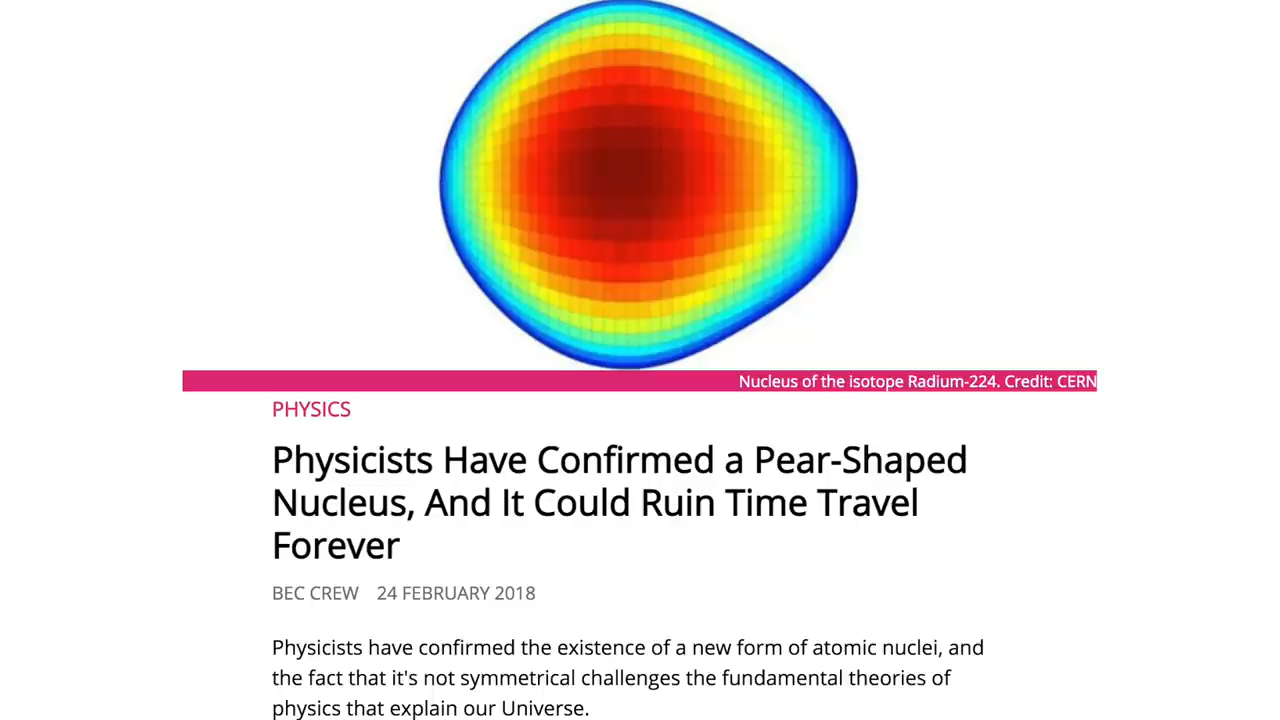 Nucleus of the isotope Radium-224. Credit: CERN
PHYSICS
Physicists Have Confirmed a Pear-Shaped
Nucleus, And It Could Ruin Time Travel
Forever
BEC CREW 24 FEBRUARY 2018
Physicists have confirmed the existence of a new form of atomic nuclei, and
the fact that it's not symmetrical challenges the fundamental theories of
physics that explain our Universe.